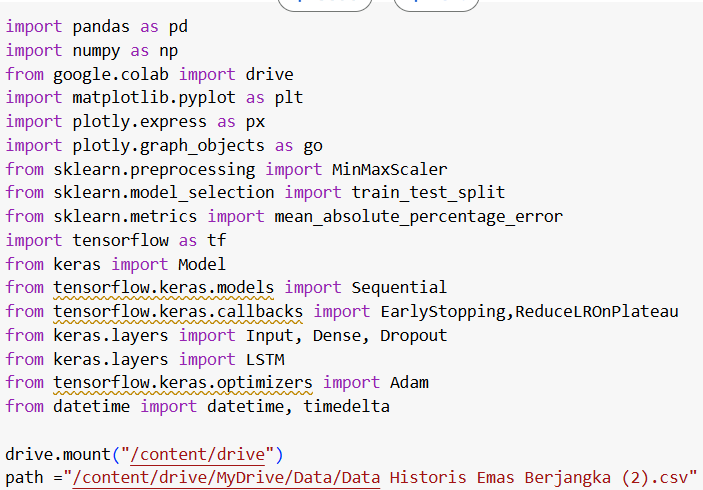 import pandas as pd
import numpy as np
from google.colab import drive
import matplotlib.pyplot as plt
import plotly.express as px
import plotly.graph_objects as go
from sklearn.preprocessing import MinMaxScaler
from sklearn.model_selection import train_test_split
from sklearn.metrics import mean_absolute_percentage_error
import tensorflow as tf
from keras import Model
from tensorflow.keras.models import Sequential
from tensorflow.keras.callbacks import EarlyStopping,ReduceLROnPlateau
from keras.layers import Input, Dense, Dropout
from keras.layers import LSTM
from tensorflow.keras.optimizers import Adam
from datetime import datetime, timedelta

drive.mount("/content/drive")
path ="/content/drive/MyDrive/Data/Data Historis Emas Berjangka (2).csv"